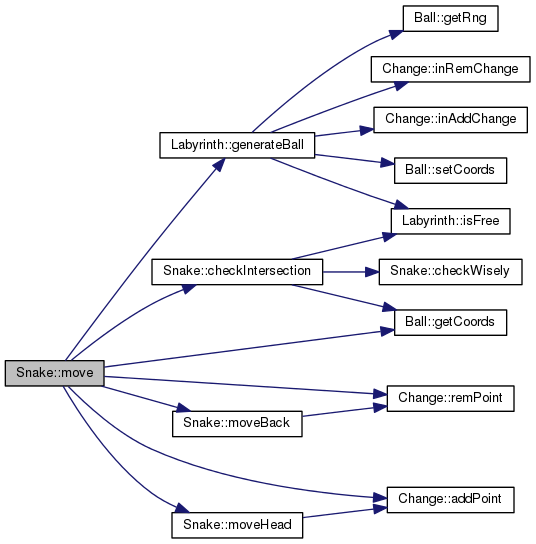 Ball::getRng
Change::inRemChange
Change::inAddChange
Labyrinth::generateBall
Ball::setCoords
Labyrinth::isFree
Snake::checkIntersection
Snake::checkWisely
Ball::getCoords
Snake::move
Change::remPoint
Snake::moveBack
Change::addPoint
Snake::moveHead